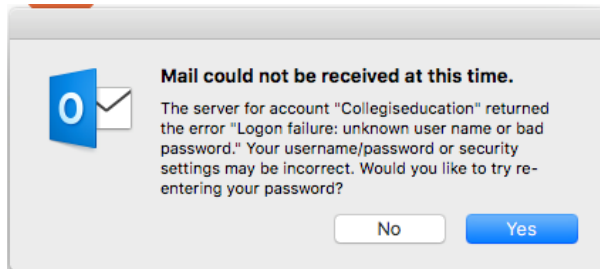 Mail could not be received at this time.
The server for account "Collegiseducation" returned
the error "Logon failure: unknown user name or bad
password." Your username/password or security
settings may be incorrect. Would you like to try re-
entering your password?
No
Yes